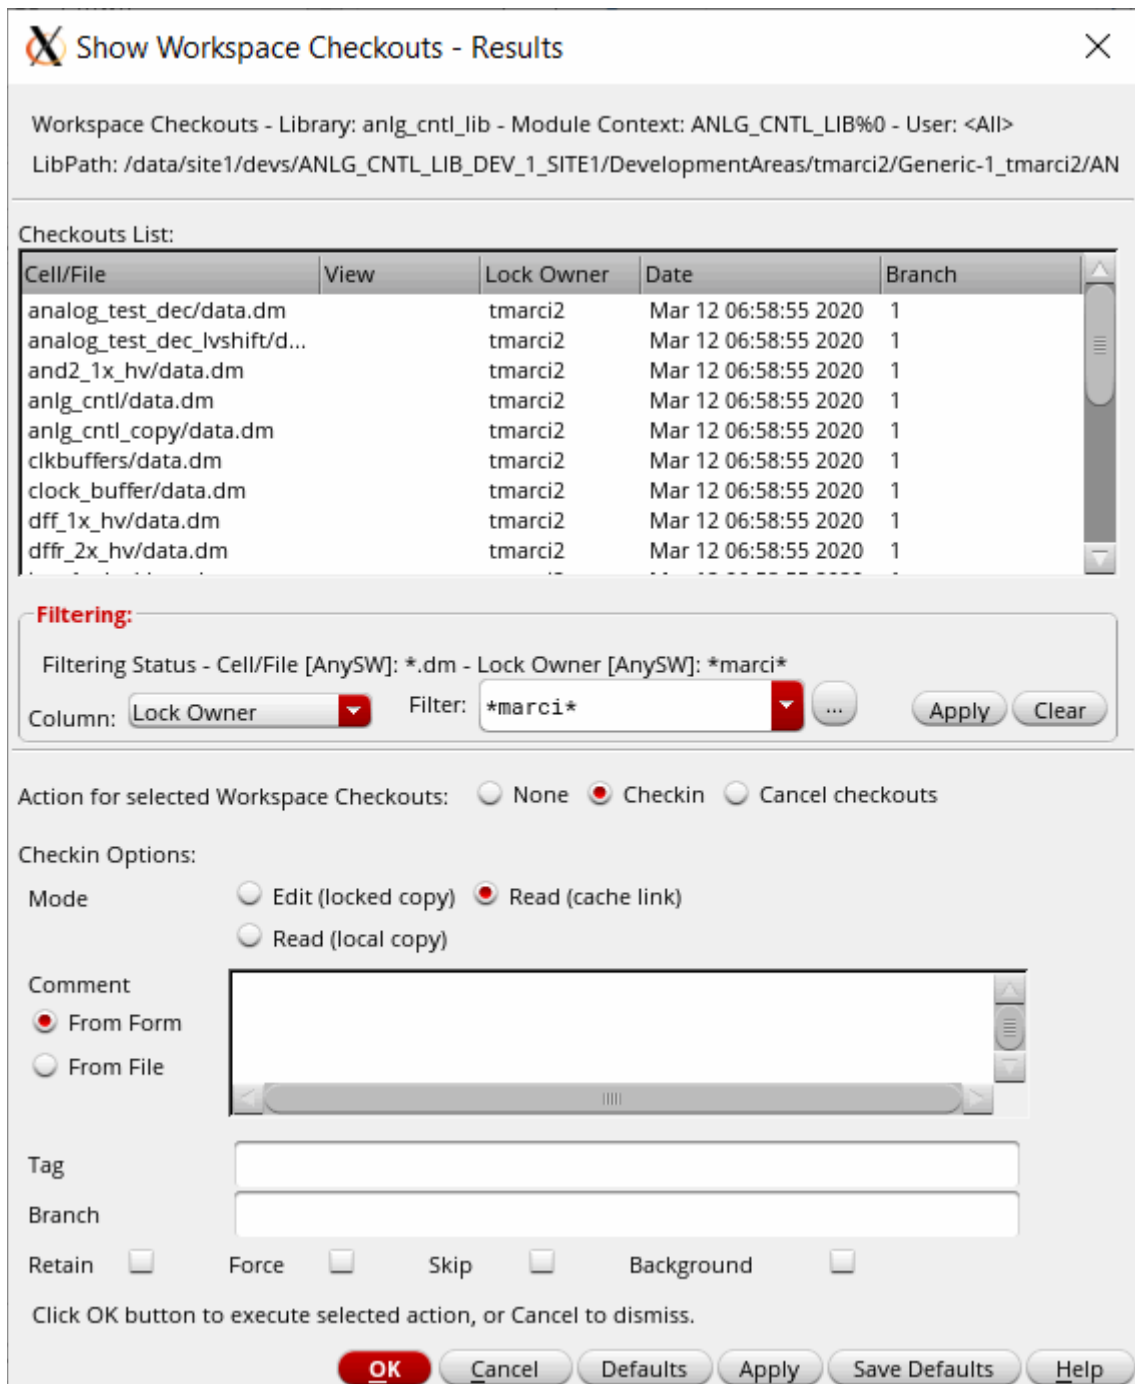 Show Workspace Checkouts - Results
Workspace Checkouts - Library: anlg_cntl_lib - Module Context: ANLG_CNTL_LIB%0 - User: <All>
LibPath: /data/site1/devs/ANLG_CNTL_LIB_DEV_1_SITE1/DevelopmentAreas/tmarci2/Generic-1_tmarci2/AN
Checkouts List:
Cell/File View Lock Owner Date Branch
analog_test_dec/data.dm tmarci2 Mar 12 06:58:55 2020 1
analog_test_dec_lvshift/d... tmarci2 Mar 12 06:58:55 2020 1
and2_1x_hv/data.dm tmarci2 Mar 12 06:58:55 2020 1
anlg_cntl/data.dm tmarci2 Mar 12 06:58:55 2020 1
anlg_cntl_copy/data.dm tmarci2 Mar 12 06:58:55 2020 1
clkbuffers/data.dm tmarci2 Mar 12 06:58:55 2020 1
clock_buffer/data.dm tmarci2 Mar 12 06:58:55 2020 1
dff_1x_hv/data.dm tmarci2 Mar 12 06:58:55 2020 1
dffr_2x_hv/data.dm tmarci2 Mar 12 06:58:55 2020 1
Filtering:
Filtering Status - Cell/File [AnySW]: *.dm - Lock Owner [AnySW]: *marci*
Column: Lock Owner Filter: *marci* ... Apply Clear
Action for selected Workspace Checkouts: None Checkin Cancel checkouts
Checkin Options:
Mode Edit (locked copy) Read (cache link)
Read (local copy)
Comment
From Form
From File
Tag
Branch
Retain Force Skip Background
Click OK button to execute selected action, or Cancel to dismiss.
OK Cancel Defaults Apply Save Defaults Help